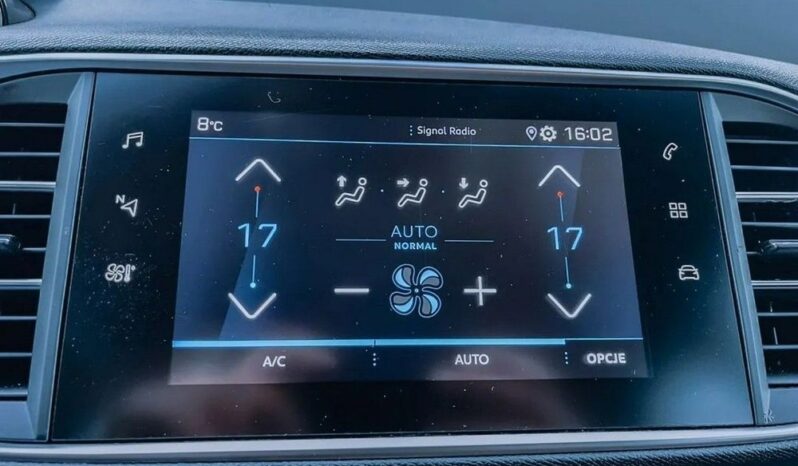 8°C
Signal Radio
16:02
N
17
AUTO
NORMAL
17
A/C
AUTO
OPCJE